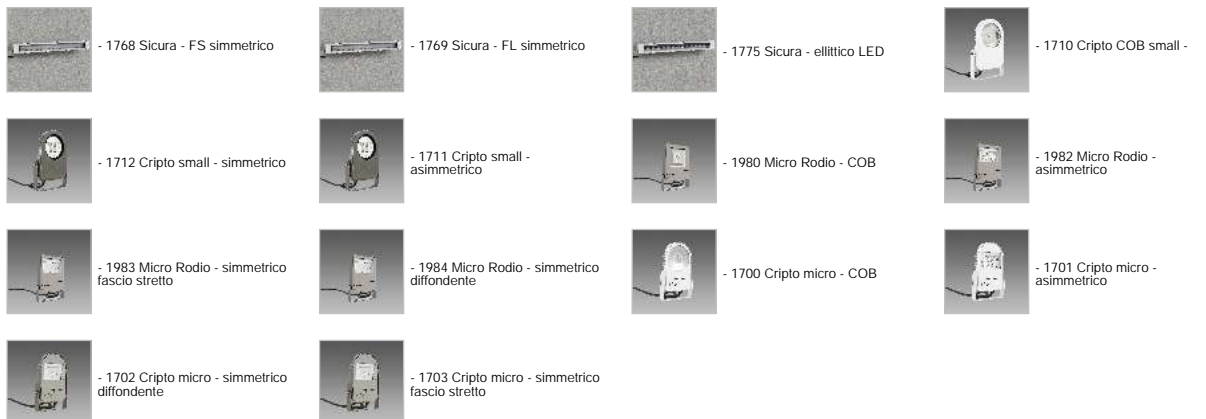 - 1768 Sicura - FS simmetrico
- 1769 Sicura - FL simmetrico
- 1775 Sicura - ellittico LED
- 1710 Cripto COB small -
- 1712 Cripto small - simmetrico
- 1711 Cripto small -
asimmetrico
- 1980 Micro Rodio - COB
- 1982 Micro Rodio -
asimmetrico
- 1983 Micro Rodio - simmetrico
fascio stretto
- 1984 Micro Rodio - simmetrico
diffondente
- 1700 Cripto micro - COB
- 1701 Cripto micro -
asimmetrico
- 1702 Cripto micro - simmetrico
diffondente
- 1703 Cripto micro - simmetrico
fascio stretto